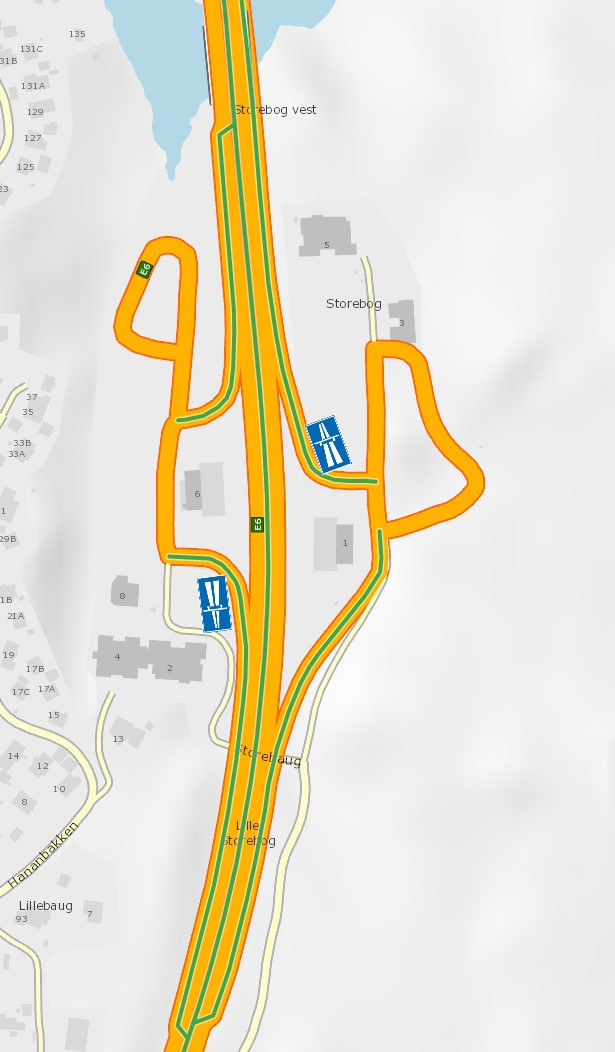 135
131C
131B
131A
129
127
125
23
Storebog vest
5
E6
Storebog
3
37
35
33B
33A
1
29B
6
E6
1
8
1B
21A
4
2
19
17B
17C
17A
15
13
14
12
10
8
Storehaug
Lille
Storebog
Hananbakken
Lillebaug
93
7